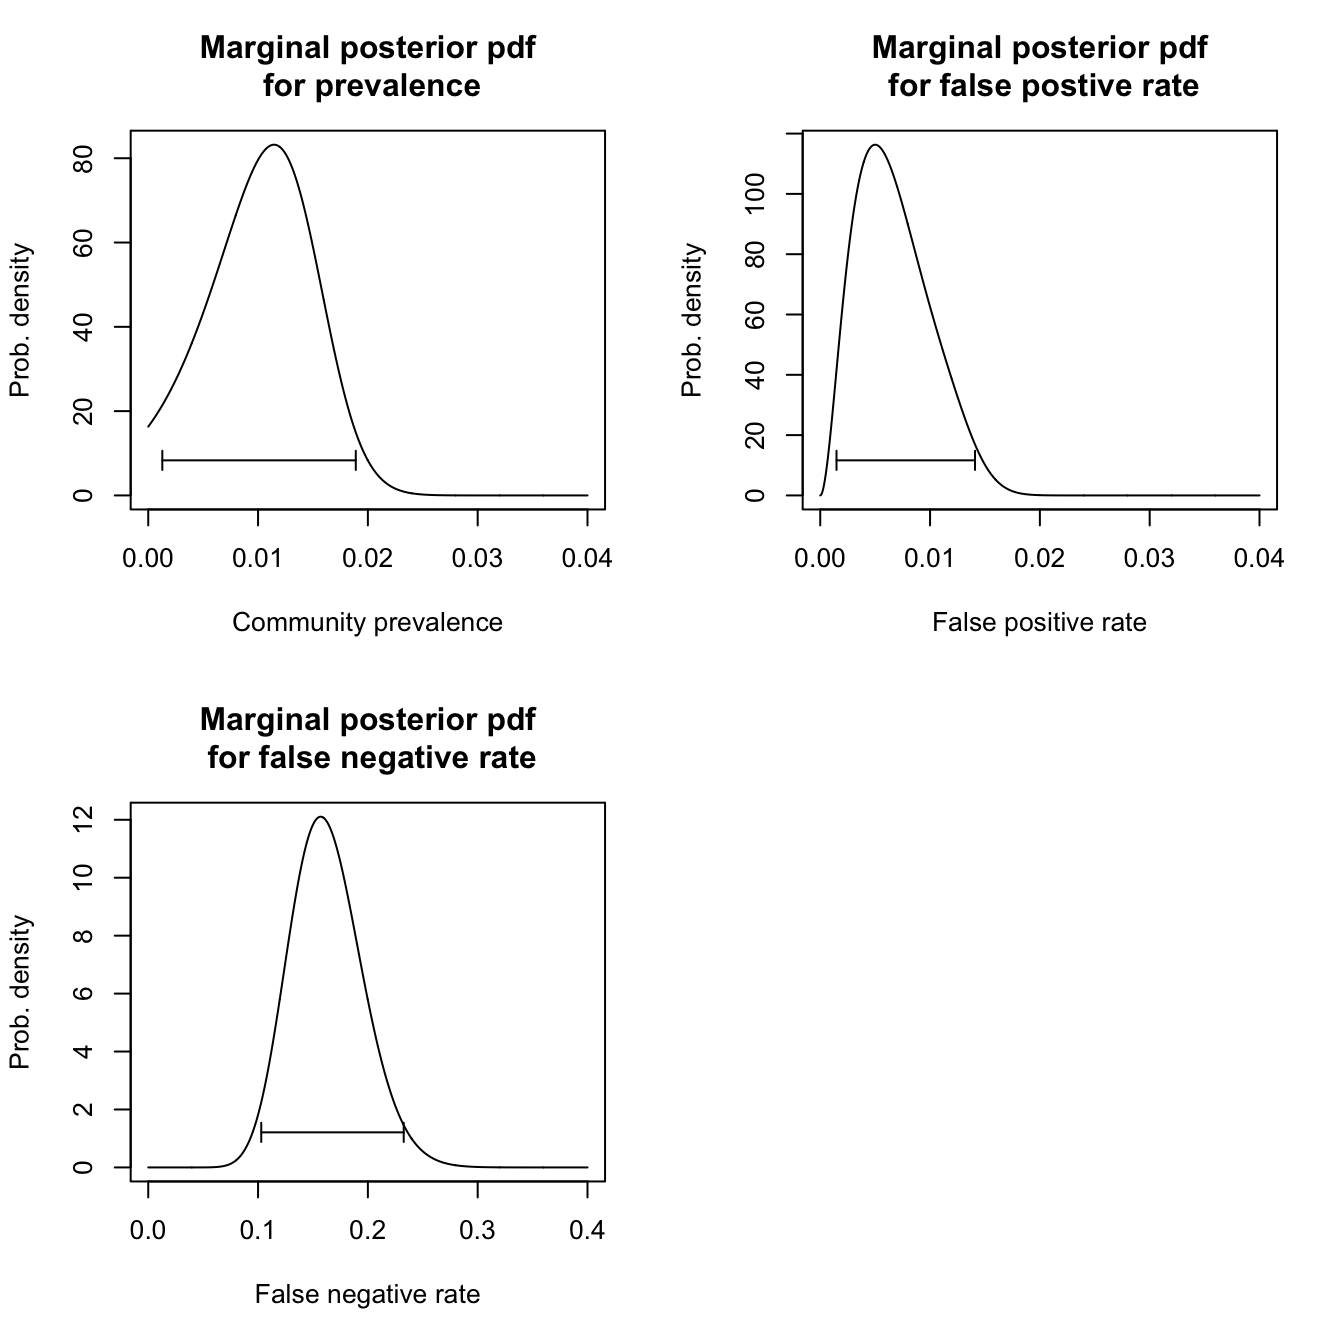 Marginal posterior pdf
for prevalence
Prob. density
80
60
40
20
0
0.00 0.01 0.02 0.03 0.04
Community prevalence
Marginal posterior pdf
for false postive rate
Prob. density
100
80
60
40
20
0
0.00 0.01 0.02 0.03 0.04
False positive rate
Marginal posterior pdf
for false negative rate
Prob. density
12
10
8
6
4
2
0
0.0 0.1 0.2 0.3 0.4
False negative rate